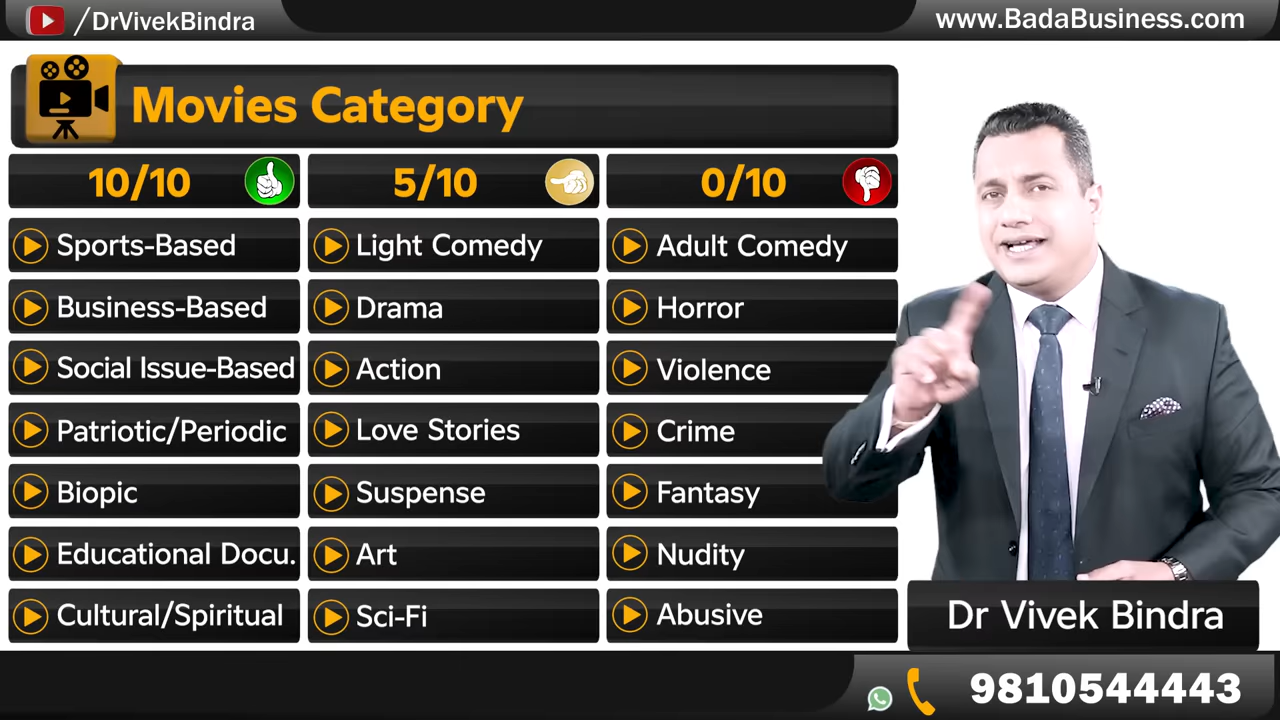 /DrVivekBindra
www.BadaBusiness.com
Movies Category
10/10
5/10
0/10
Sports-Based
Light Comedy
Adult Comedy
Business-Based
Drama
Horror
Social Issue-Based
Action
Violence
Patriotic/Periodic
Love Stories
Crime
Biopic
Suspense
Fantasy
Educational Docu.
Art
Nudity
Cultural/Spiritual
Sci-Fi
Abusive
Dr Vivek Bindra
9810544443